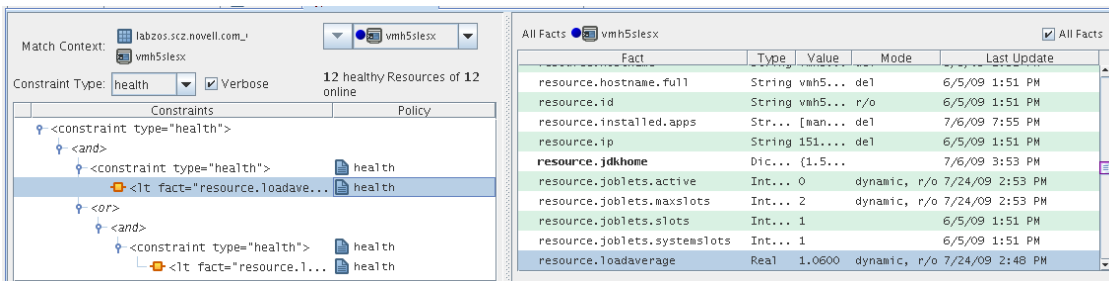 Match Context: labzos.scz.novell.com_ vmh5slesx
vmh5slesx
Constraint Type: health Verbose 12 healthy Resources of 12 online
Constraints Policy
<constraint type="health">
<and>
<constraint type="health"> health
<lt fact="resource.loadave... health
<or>
<and>
<constraint type="health"> health
<lt fact="resource.l... health
All Facts vmh5slesx All Facts
Fact Type Value Mode Last Update
resource.hostname.full String vmh5... del 6/5/09 1:51 PM
resource.id String vmh5... r/o 6/5/09 1:51 PM
resource.installed.apps Str... [man... del 7/6/09 7:55 PM
resource.ip String 151.... del 6/5/09 1:51 PM
resource.jdkhome Dic... {1.5... 7/6/09 3:53 PM
resource.joblets.active Int... 0 dynamic, r/o 7/24/09 2:53 PM
resource.joblets.maxslots Int... 2 dynamic, r/o 7/24/09 2:53 PM
resource.joblets.slots Int... 1 6/5/09 1:51 PM
resource.joblets.systemslots Int... 1 6/5/09 1:51 PM
resource.loadaverage Real 1.0600 dynamic, r/o 7/24/09 2:48 PM